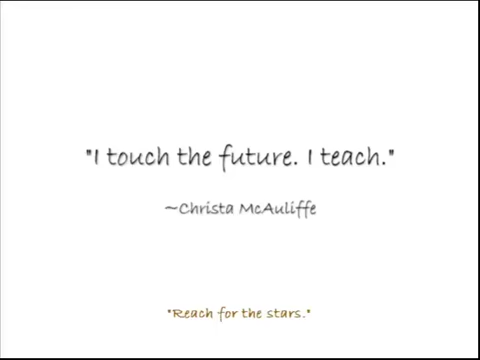 "I touch the future. I teach."
~Christa McAuliffe
"Reach for the stars."